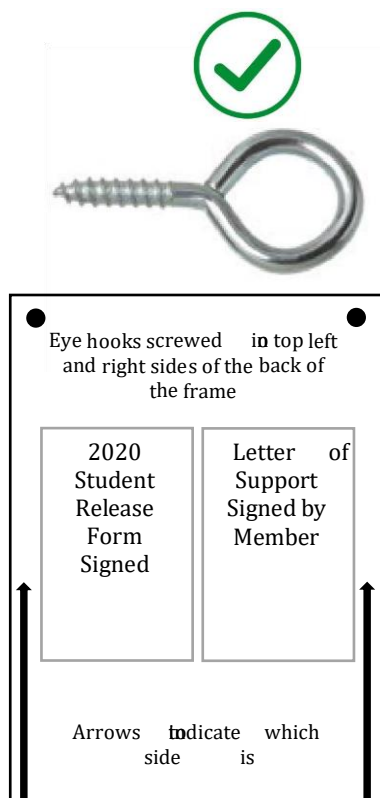 Eye hooks screwed in top left
and right sides of the back of
the frame
2020
Student
Release
Form
Signed
Letter of
Support
Signed by
Member
Arrows indicate which
side is